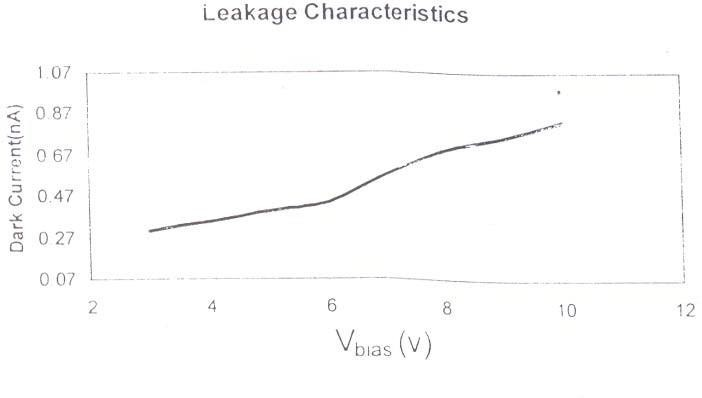 Leakage Characteristics
1.07
0.87
0.67
0.47
0.27
0.07
Dark Current(nA)
2 4 6 8 10 12
Vbias (V)